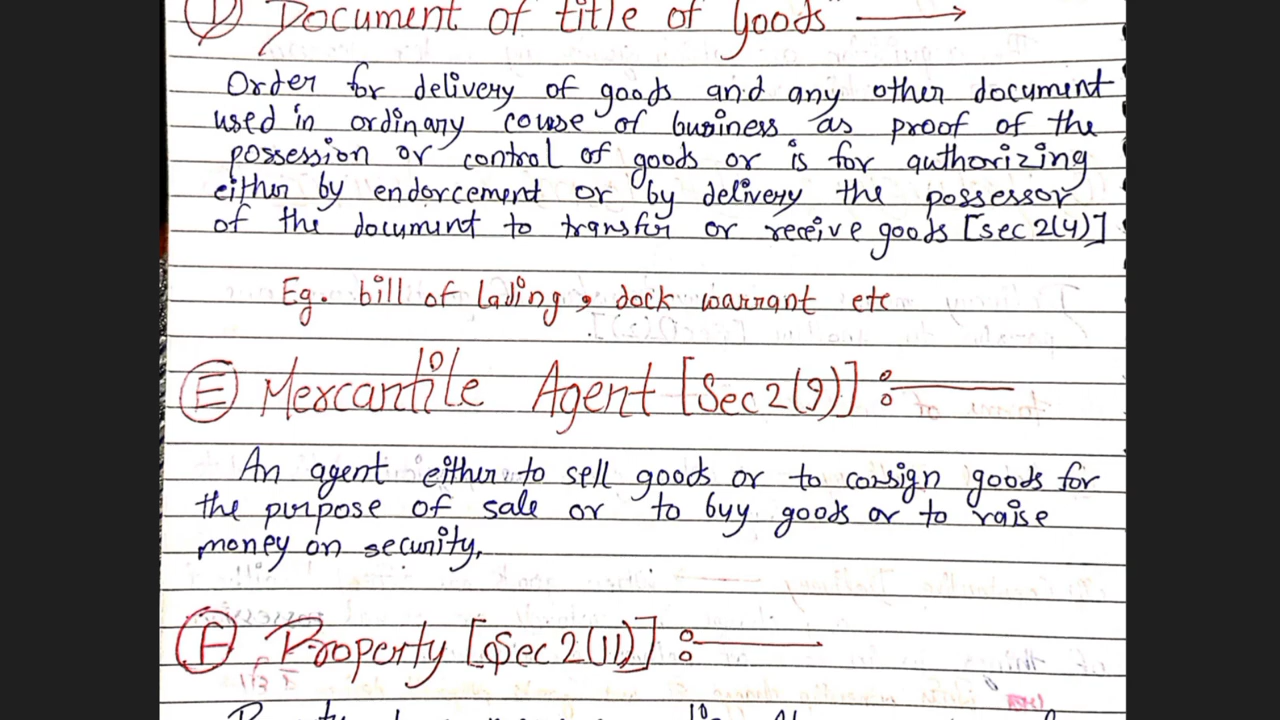 (D) Document of title of Goods →
Order for delivery of goods and any other document
used in ordinary couse of business as proof of the
possession or control of goods or is for authorizing
either by endorcement or by delivery the possessor
of the document to transfer or receive goods [sec 2(4)]
Eg. bill of lading, dock warrant etc
(E) Mercantile Agent [Sec 2(9)] :—
An agent either to sell goods or to consign goods for
the purpose of sale or to buy goods or to raise
money on security.
(F) Property [Sec 2(11)] :—